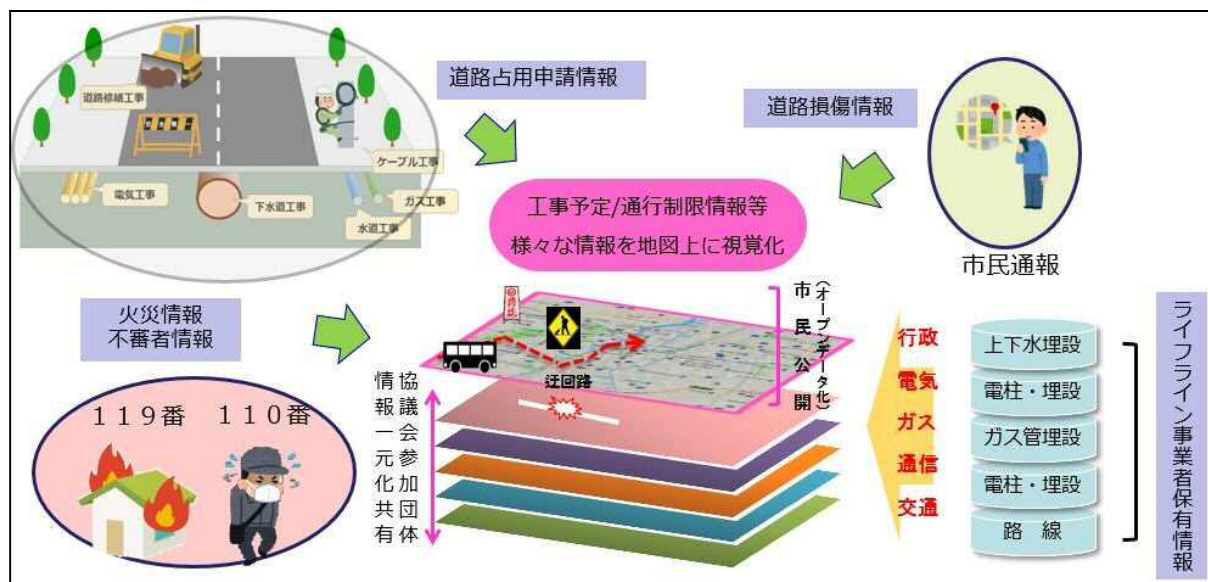 道路占用申請情報
道路損傷情報
道路修繕工事
ケーブル工事
電気工事
下水道工事
ガス工事
水道工事
工事予定/通行制限情報等
様々な情報を地図上に視覚化
市民通報
火災情報
不審者情報
119番
110番
迂回路
市民公開
(オープンデータ化)
協議会参加団体
情報一元化共有
行政
電気
ガス
通信
交通
上下水埋設
電柱・埋設
ガス管埋設
電柱・埋設
路 線
ライフライン事業者保有情報